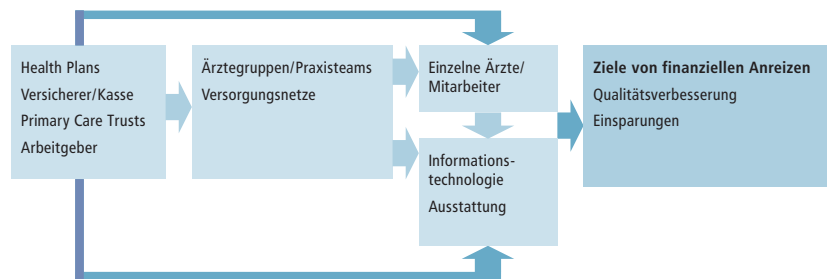 Health Plans
Versicherer/Kasse
Primary Care Trusts
Arbeitgeber
Ärztegruppen/Praxisteams
Versorgungsnetze
Einzelne Ärzte/
Mitarbeiter
Informations-
technologie
Ausstattung
Ziele von finanziellen Anreizen
Qualitätsverbesserung
Einsparungen